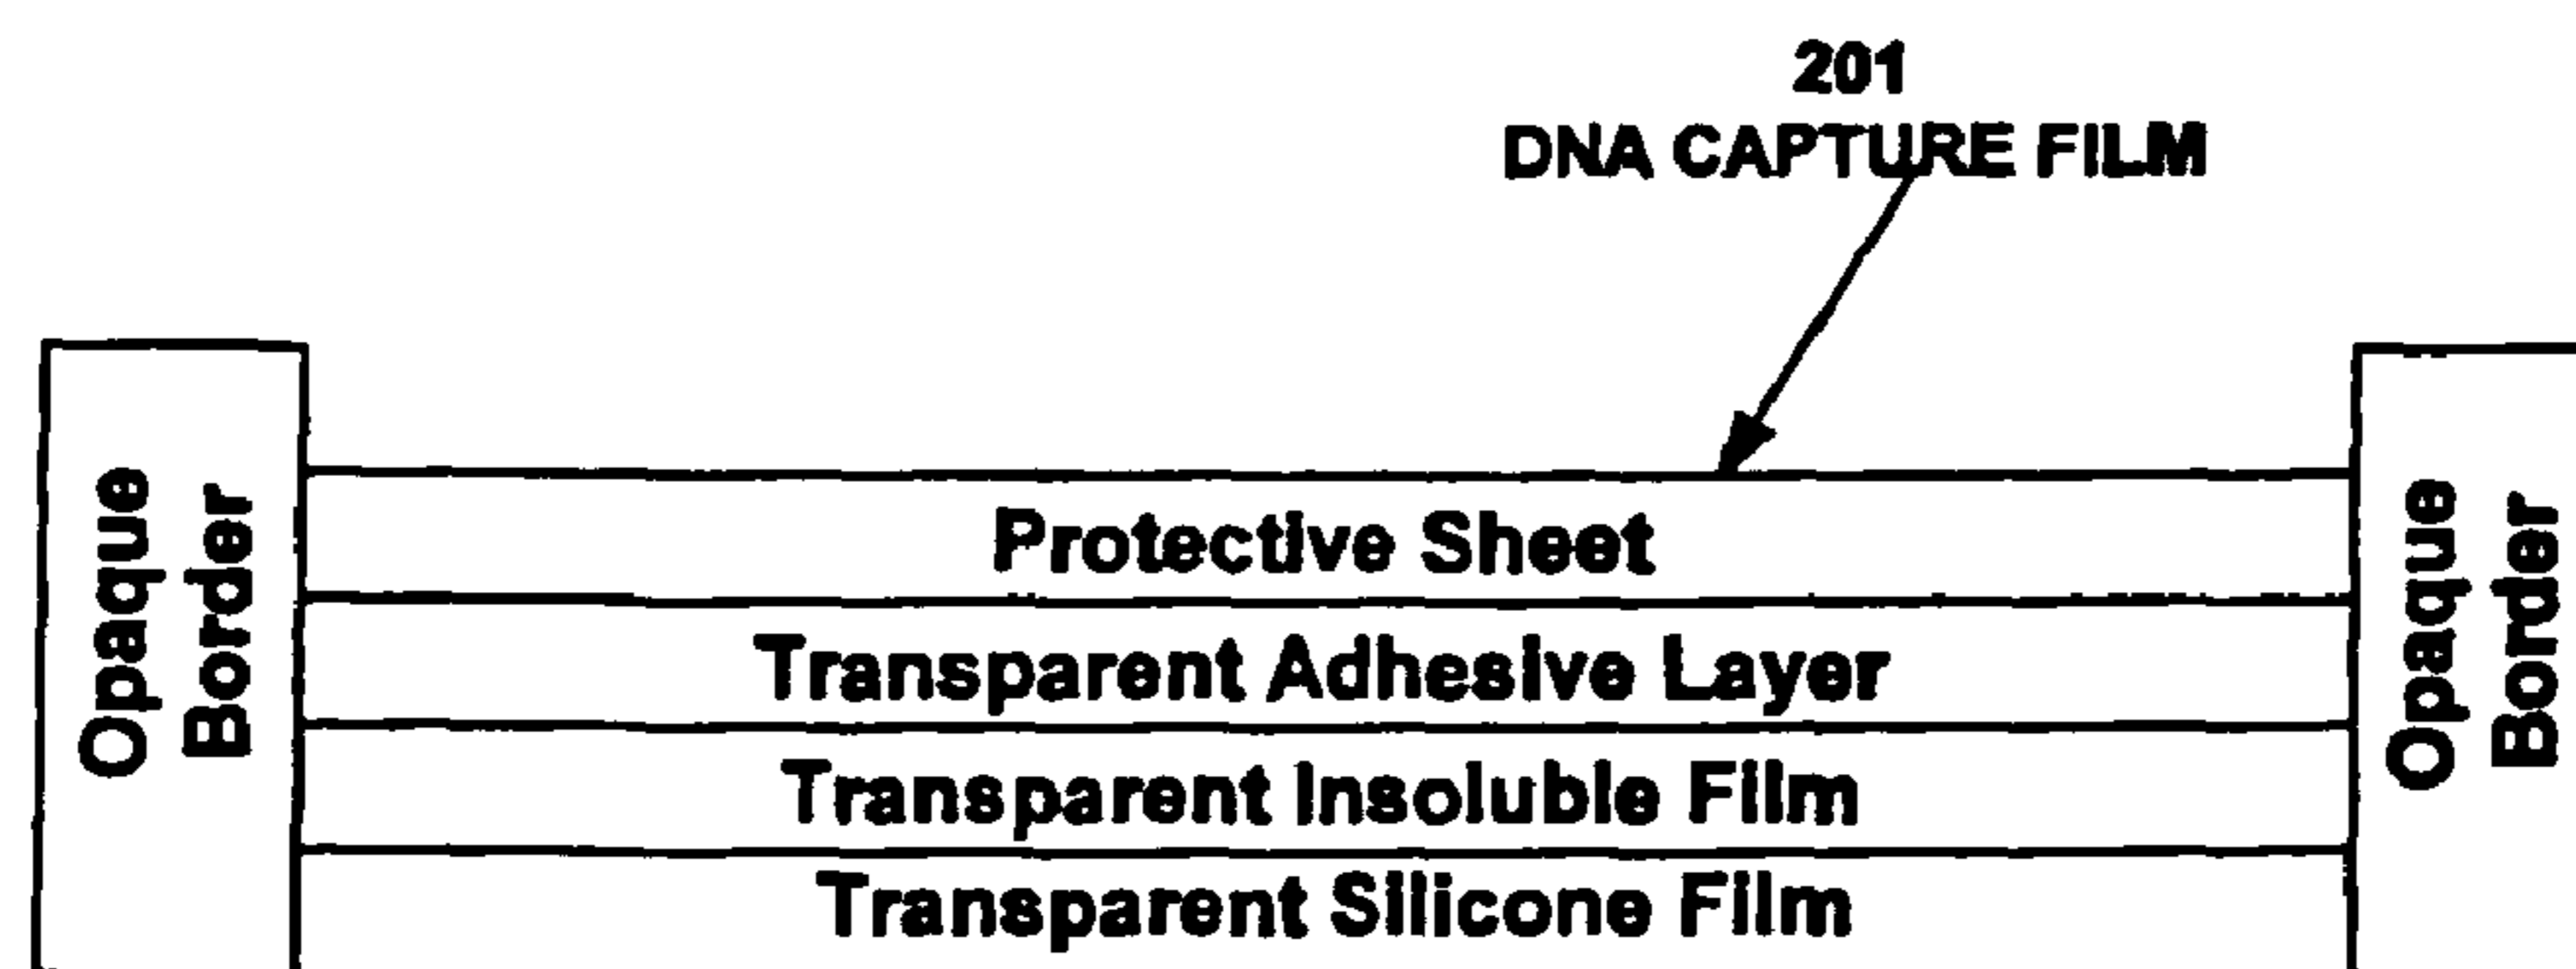 201
DNA CAPTURE FILM
Opaque
Border
Protective Sheet
Transparent Adhesive Layer
Transparent Insoluble Film
Transparent Silicone Film
Opaque
Border